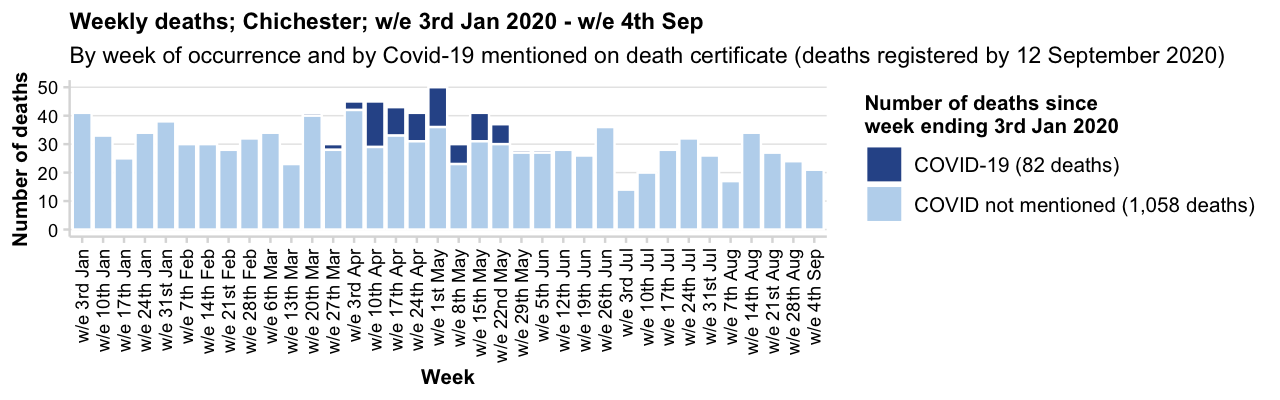 Weekly deaths; Chichester; w/e 3rd Jan 2020 - w/e 4th Sep
By week of occurrence and by Covid-19 mentioned on death certificate (deaths registered by 12 September 2020)
Number of deaths
50
40
30
20
10
0
w/e 3rd Jan
w/e 10th Jan
w/e 17th Jan
w/e 24th Jan
w/e 31st Jan
w/e 7th Feb
w/e 14th Feb
w/e 21st Feb
w/e 28th Feb
w/e 6th Mar
w/e 13th Mar
w/e 20th Mar
w/e 27th Mar
w/e 3rd Apr
w/e 10th Apr
w/e 17th Apr
w/e 24th Apr
w/e 1st May
w/e 8th May
w/e 15th May
w/e 22nd May
w/e 29th May
w/e 5th Jun
w/e 12th Jun
w/e 19th Jun
w/e 26th Jun
w/e 3rd Jul
w/e 10th Jul
w/e 17th Jul
w/e 24th Jul
w/e 31st Jul
w/e 7th Aug
w/e 14th Aug
w/e 21st Aug
w/e 28th Aug
w/e 4th Sep
Week
Number of deaths since
week ending 3rd Jan 2020
COVID-19 (82 deaths)
COVID not mentioned (1,058 deaths)